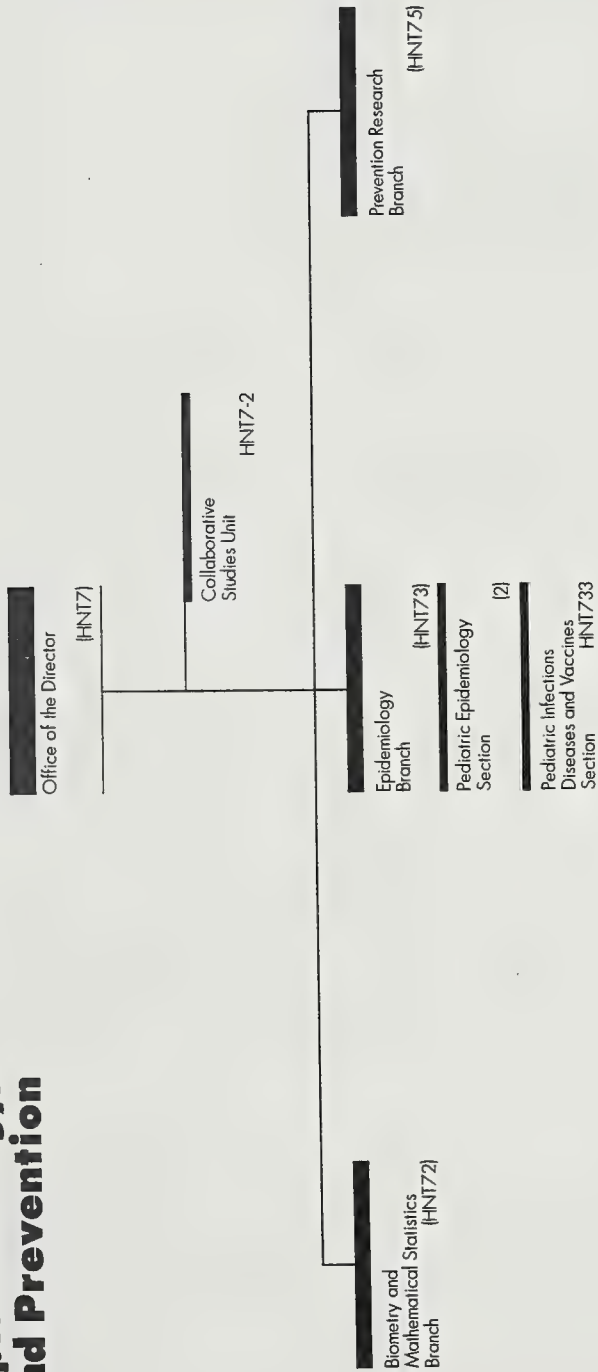 nd Prevention
Office of the Director
(HNT7)
Collaborative
Studies Unit
HNT7-2
Biometry and
Mathematical Statistics
Branch
(HNT72)
Epidemiology
Branch
(HNT73)
Pediatric Epidemiology
Section
(2)
Pediatric Infections
Diseases and Vaccines
Section
HNT733
Prevention Research
Branch
(HNT75)